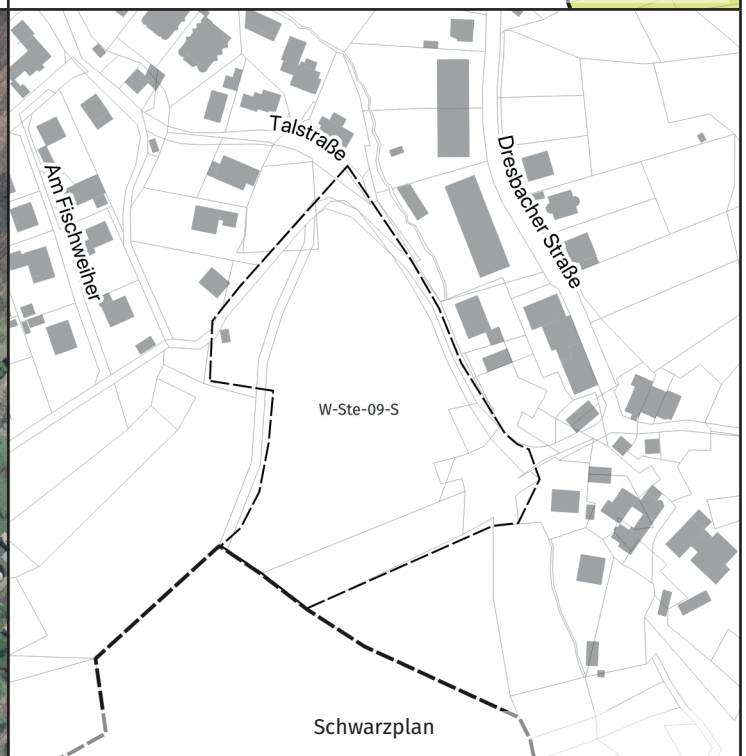 Talstraße
Dresbacher Straße
Am Fischweiher
W-Ste-09-S
Schwarzplan